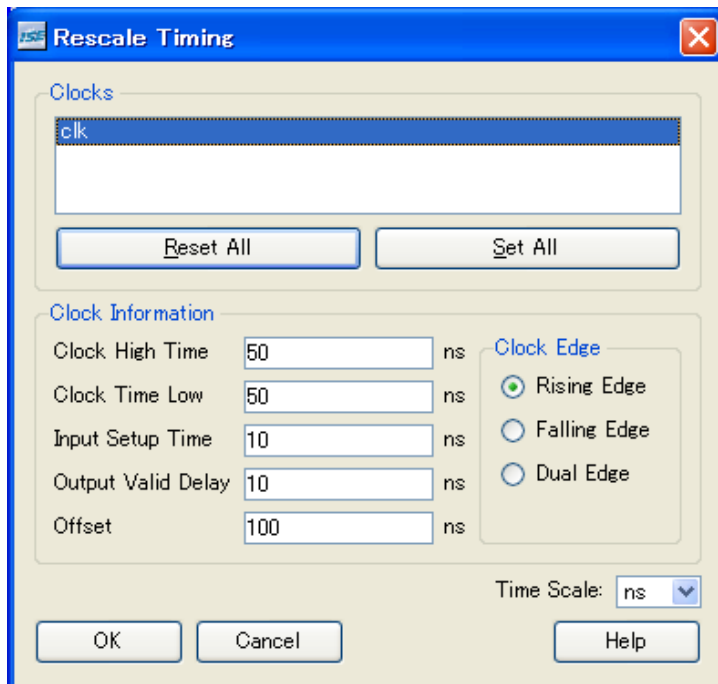 ISE Rescale Timing
Clocks
clk
Reset All Set All
Clock Information
Clock High Time 50 ns
Clock Time Low 50 ns
Input Setup Time 10 ns
Output Valid Delay 10 ns
Offset 100 ns
Clock Edge
Rising Edge
Falling Edge
Dual Edge
Time Scale: ns
OK Cancel Help